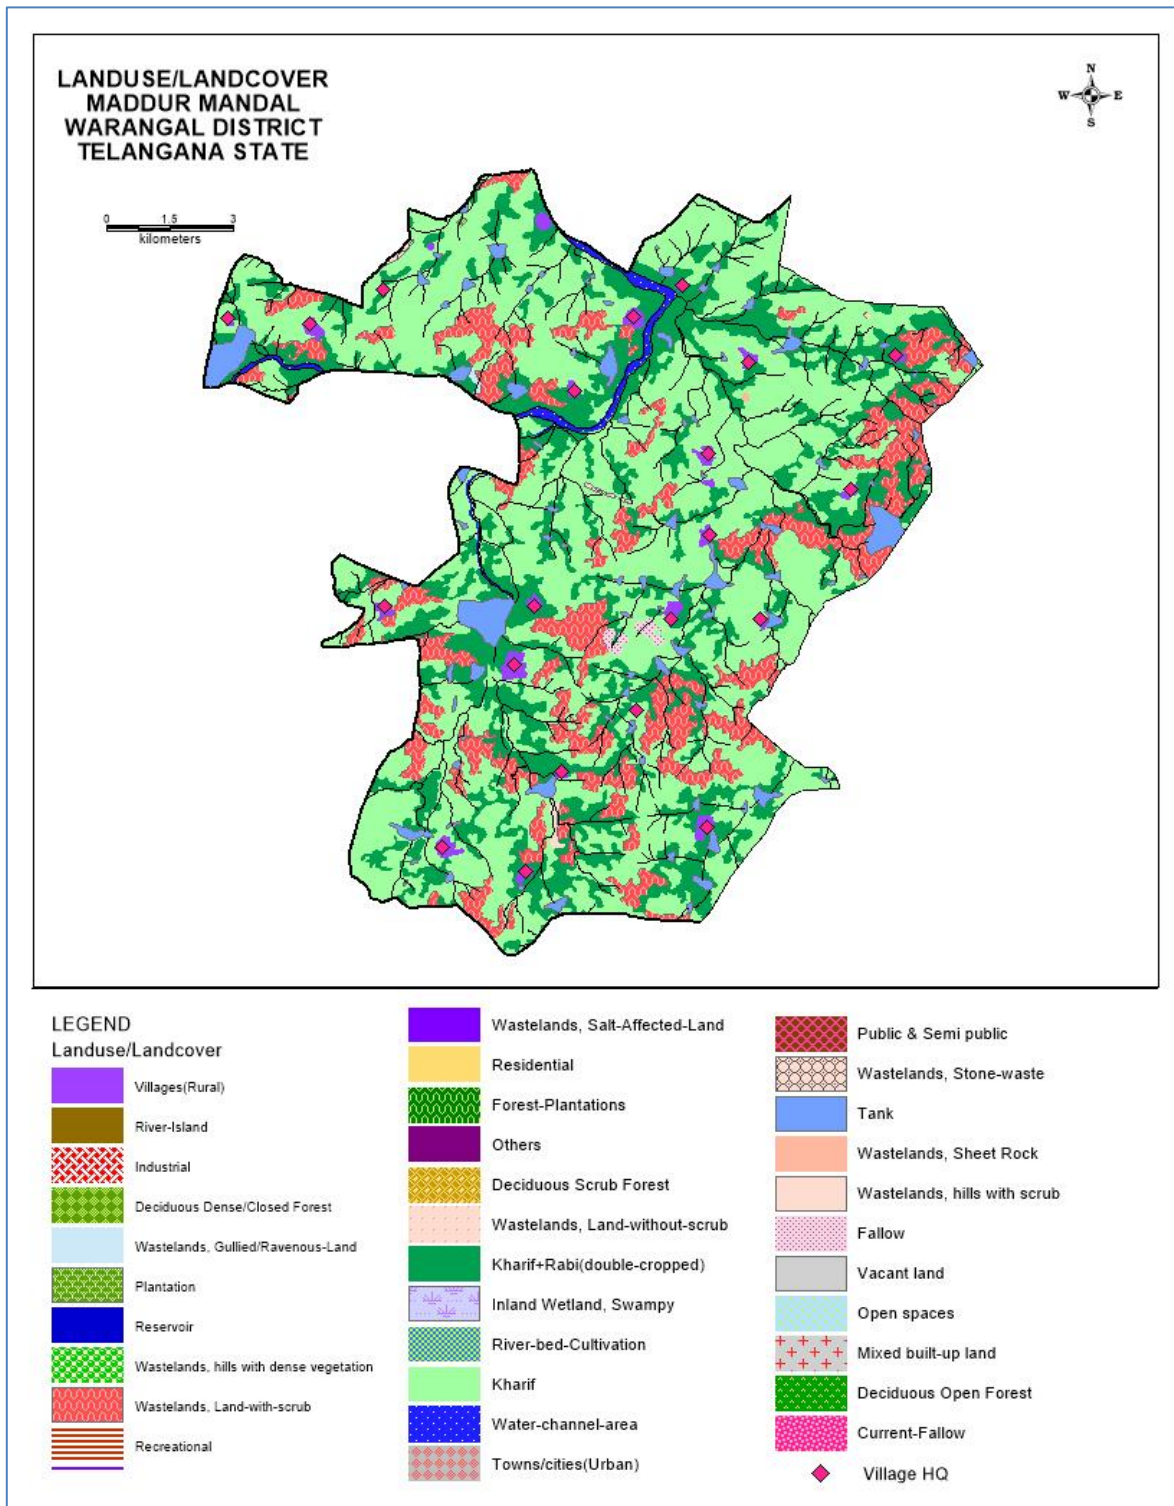 LANDUSE/LANDCOVER
MADDUR MANDAL
WARANGAL DISTRICT
TELANGANA STATE
N
W E
S
0 1.5 3
kilometers
LEGEND
Landuse/Landcover
Villages(Rural)
River-Island
Industrial
Deciduous Dense/Closed Forest
Wastelands, Gullied/Ravenous-Land
Plantation
Reservoir
Wastelands, hills with dense vegetation
Wastelands, Land-with-scrub
Recreational
Wastelands, Salt-Affected-Land
Residential
Forest-Plantations
Others
Deciduous Scrub Forest
Wastelands, Land-without-scrub
Kharif+Rabi(double-cropped)
Inland Wetland, Swampy
River-bed-Cultivation
Kharif
Water-channel-area
Towns/cities(Urban)
Public & Semi public
Wastelands, Stone-waste
Tank
Wastelands, Sheet Rock
Wastelands, hills with scrub
Fallow
Vacant land
Open spaces
Mixed built-up land
Deciduous Open Forest
Current-Fallow
Village HQ